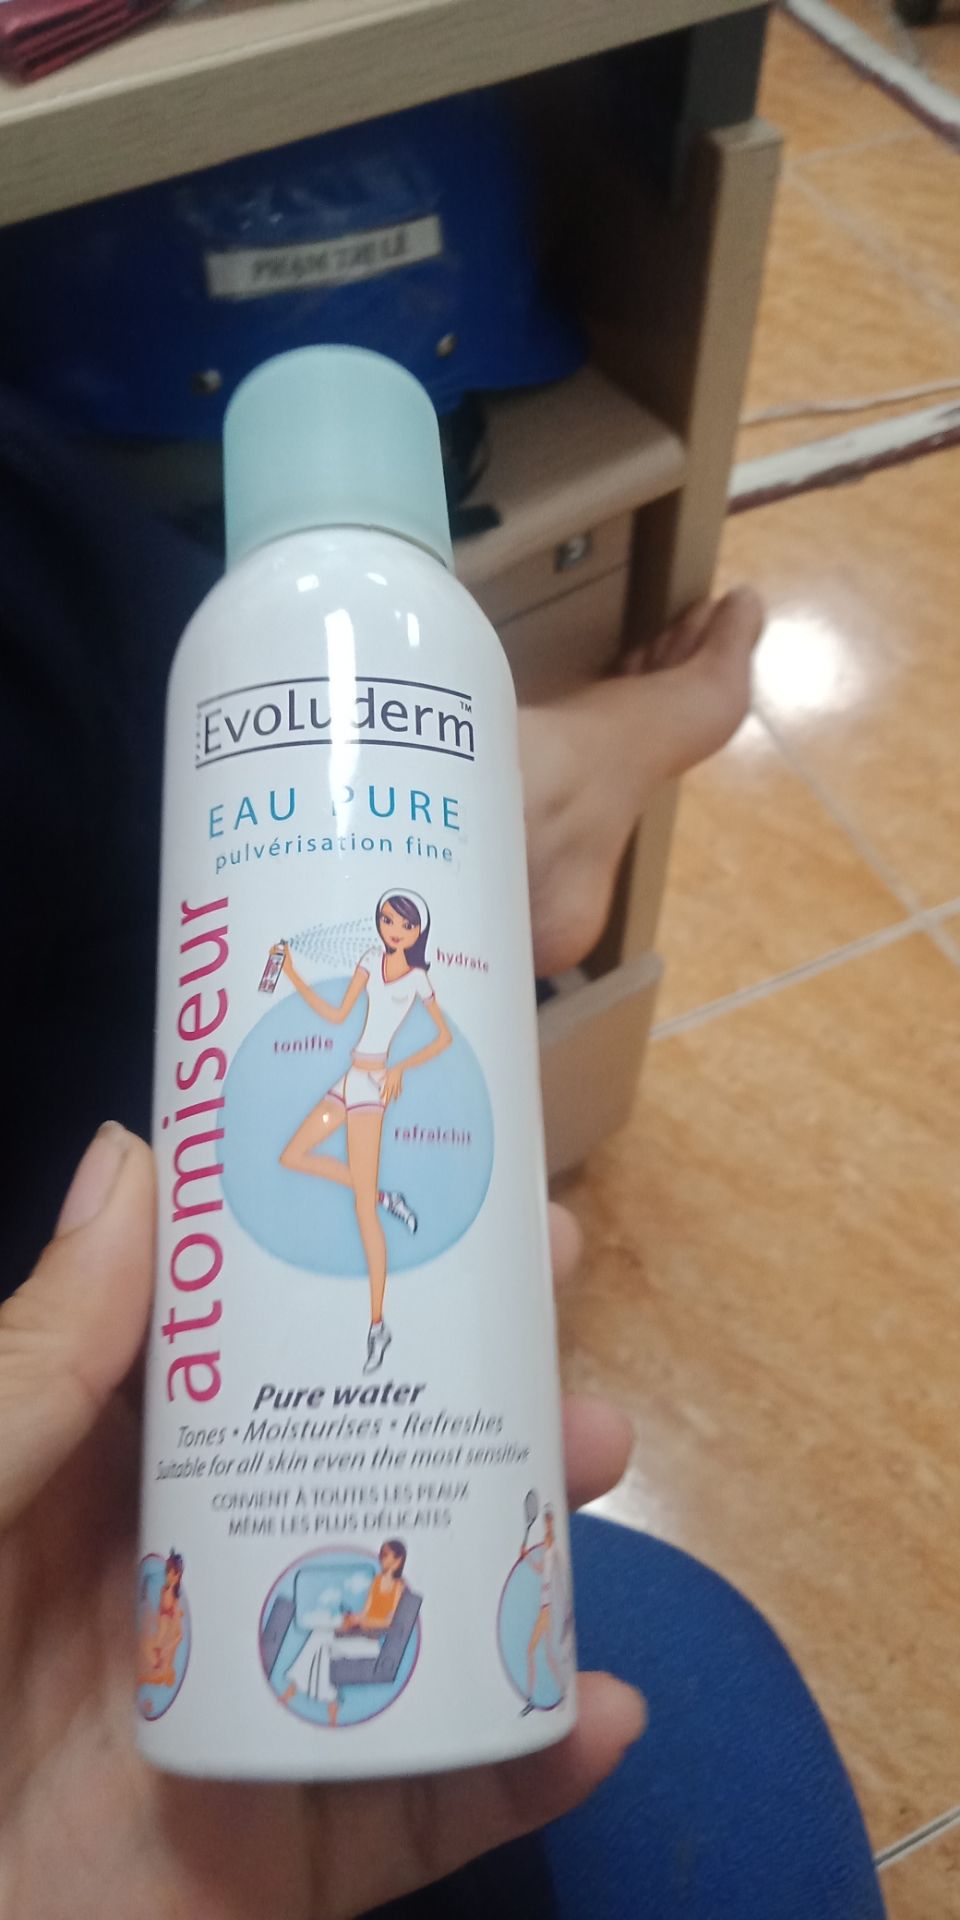 EvoLuderm™
EAU PURE
pulvérisation fine
atomiseur
hydrate
tonifie
rafraîchit
Pure water
Tones • Moisturises • Refreshes
Suitable for all skin even the most sensitive
CONVIENT À TOUTES LES PEAUX
MÊME LES PLUS DÉLICATES